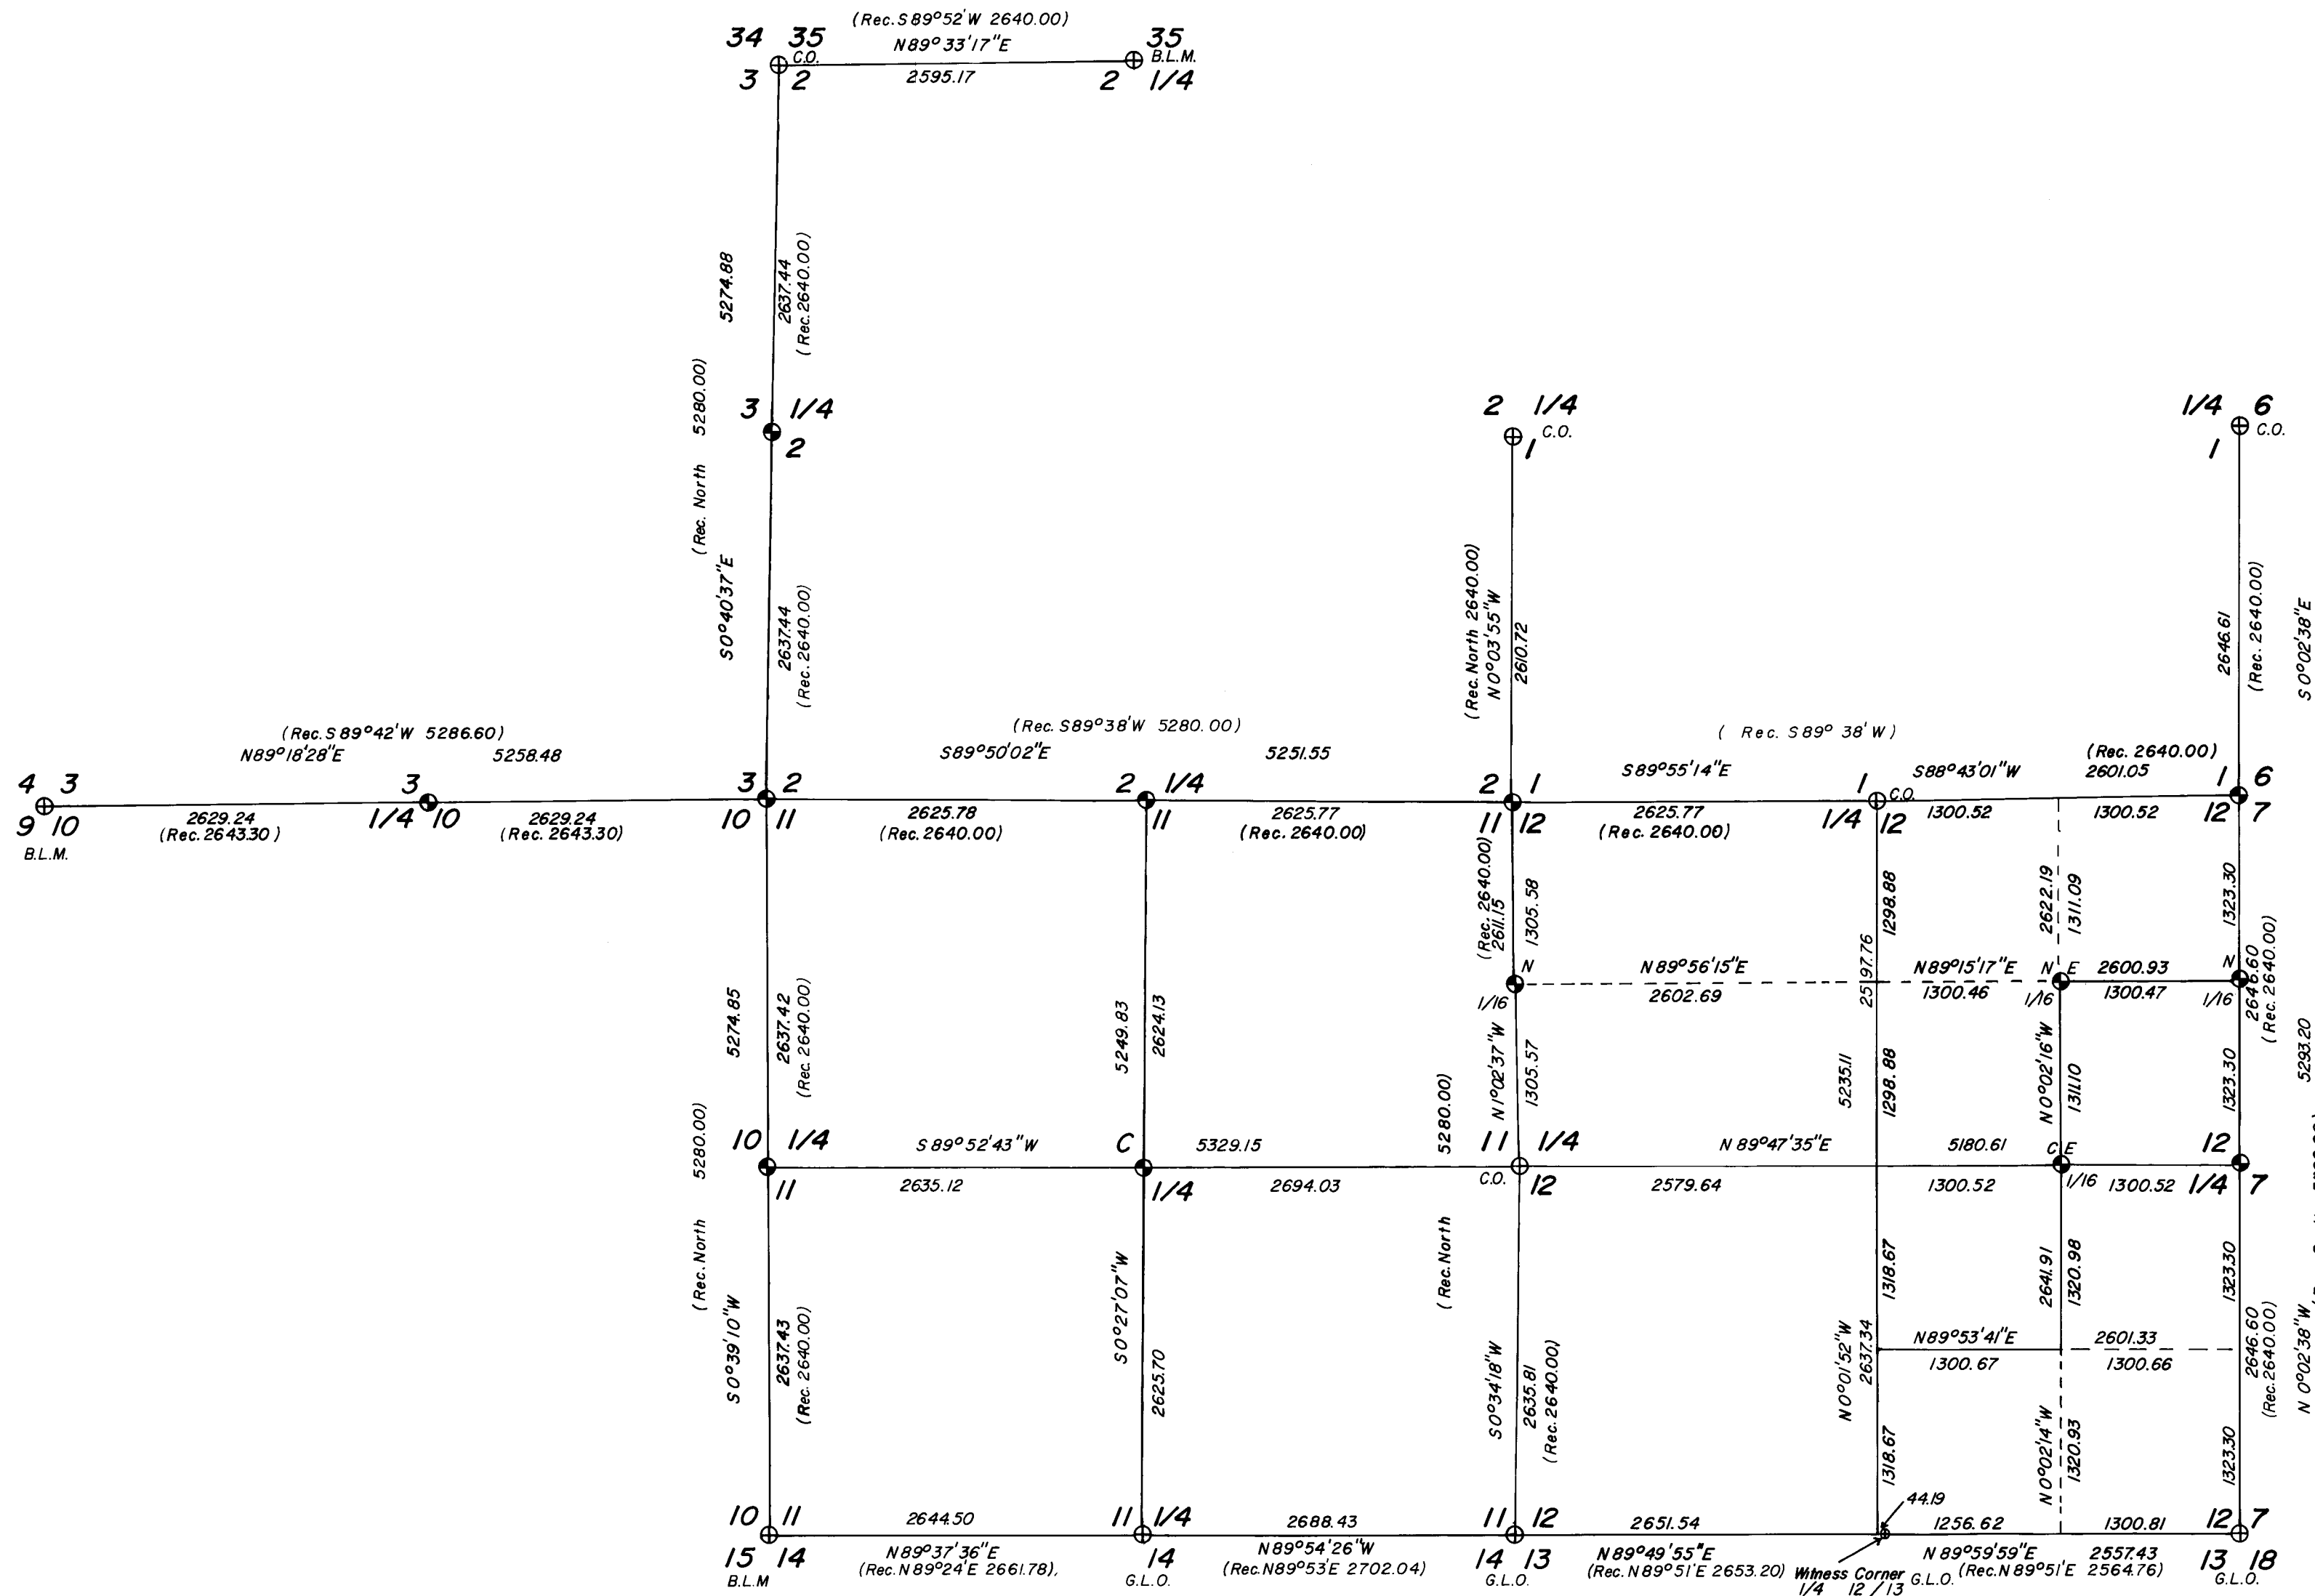 (Rec. S 89°52' W 2640.00)
34 35
C.O.
N89°33'17"E
35
B.L.M.
3 2
2595.17
2 1/4
5274.88
2637.44
(Rec. 2640.00)
(Rec. North 5280.00)
3 1/4
2
S0°40'37"E
2637.44
(Rec. 2640.00)
2 1/4
C.O.
1
1/4 6
C.O.
1
(Rec. North 2640.00)
N0°03'55"W
2610.72
2646.61
(Rec. 2640.00)
S0°02'38"E
(Rec. S 89°42' W 5286.60)
N89°18'28"E
5258.48
(Rec. S89°38' W 5280.00)
S89°50'02"E
5251.55
( Rec. S 89° 38' W)
S89°55'14"E
S88°43'01"W
(Rec. 2640.00)
2601.05
4 3
3
3 2
2 1/4
2 1
1
C.O.
1 6
9 10
B.L.M.
2629.24
(Rec. 2643.30)
1/4 10
2629.24
(Rec. 2643.30)
10 11
2625.78
(Rec. 2640.00)
11
2625.77
(Rec. 2640.00)
11 12
2625.77
(Rec. 2640.00)
1/4 12
1300.52
1300.52
12 7
(Rec. 2640.00)
2611.15
1305.58
1298.88
2622.19
1311.09
1323.30
5274.85
2637.42
(Rec. 2640.00)
5249.83
2624.13
N
1/16
N89°56'15"E
2602.69
2597.76
N89°15'17"E
1300.46
N E
1/16
2600.93
1300.47
N
1/16
2646.60
(Rec. 2640.00)
N1°02'37"W
1305.57
5235.11
1298.88
N0°02'16"W
1311.10
1323.30
5293.20
(Rec. North 5280.00)
10 1/4
11
S 89°52'43" W
2635.12
C
1/4
5329.15
2694.03
11 1/4
C.O.
12
(Rec. North 5280.00)
N 89°47'35"E
2579.64
5180.61
1300.52
C E
1/16
1300.52
12
1/4 7
S0°39'10"W
2637.43
(Rec. 2640.00)
S0°27'07"W
2625.70
S0°34'18"W
2635.81
(Rec. 2640.00)
N0°01'52"W
1318.67
2637.34
1318.67
2641.91
1320.98
1323.30
N89°53'41"E
1300.67
2601.33
1300.66
N0°02'14"W
1320.93
2646.60
(Rec. 2640.00)
1323.30
N 0°02'38"W
44.19
10 11
2644.50
11 1/4
2688.43
11 12
2651.54
1256.62
1300.81
12 7
15 14
B.L.M
N89°37'36"E
(Rec. N 89°24'E 2661.78),
14
G.L.O.
N89°54'26"W
(Rec. N89°53'E 2702.04)
14 13
G.L.O.
N89°49'55"E
(Rec. N 89°51'E 2653.20)
Witness Corner
1/4 12 / 13
G.L.O.
N 89°59'59"E 2557.43
(Rec. N 89°51'E 2564.76)
13 18
G.L.O.